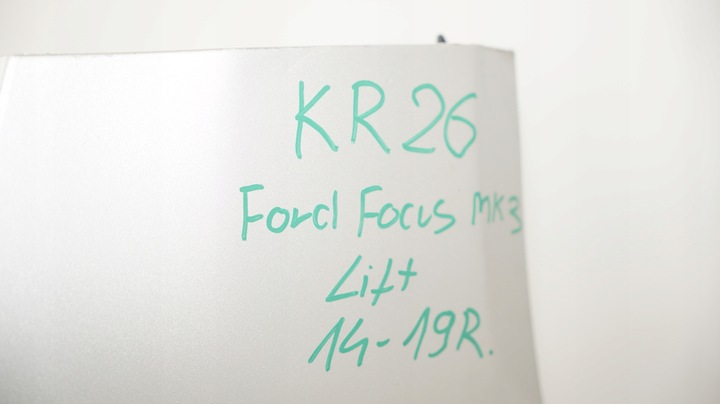 KR26
Ford Focus MK3
Lift
14-19R.